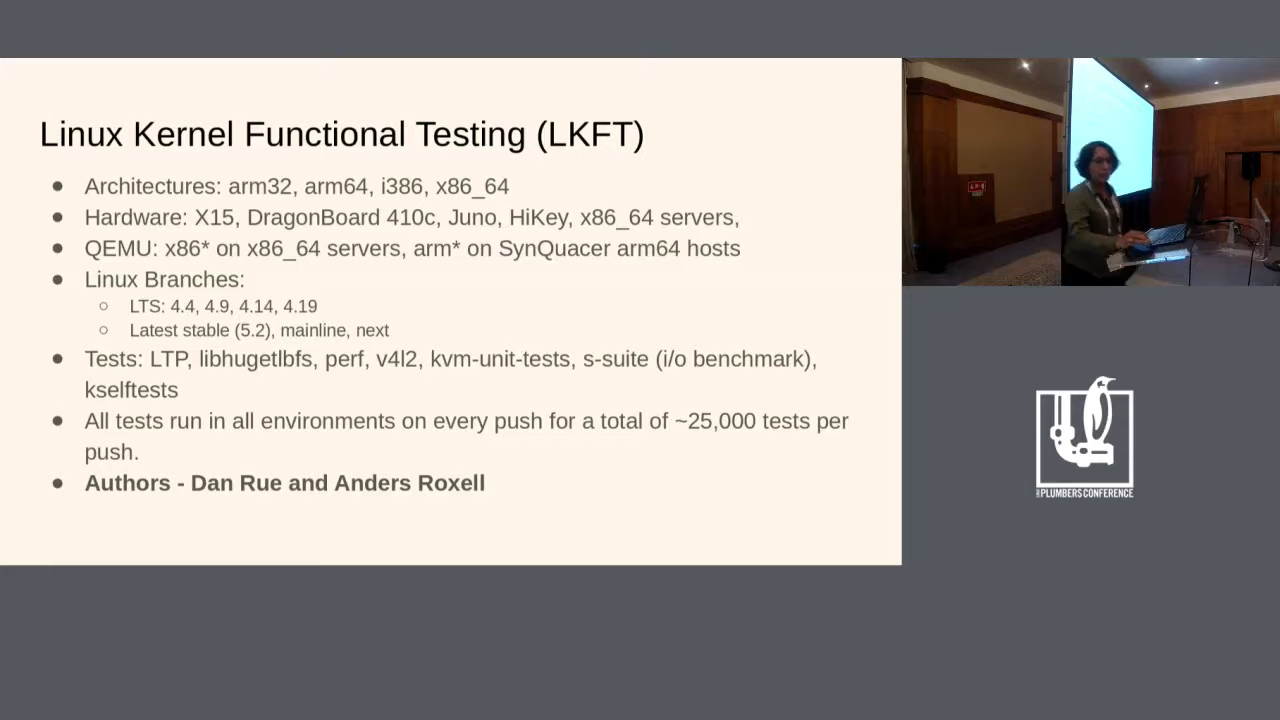 Linux Kernel Functional Testing (LKFT)
● Architectures: arm32, arm64, i386, x86_64
● Hardware: X15, DragonBoard 410c, Juno, HiKey, x86_64 servers,
● QEMU: x86* on x86_64 servers, arm* on SynQuacer arm64 hosts
● Linux Branches:
○ LTS: 4.4, 4.9, 4.14, 4.19
○ Latest stable (5.2), mainline, next
● Tests: LTP, libhugetlbfs, perf, v4l2, kvm-unit-tests, s-suite (i/o benchmark),
kselftests
● All tests run in all environments on every push for a total of ~25,000 tests per
push.
● Authors - Dan Rue and Anders Roxell
PLUMBERS CONFERENCE